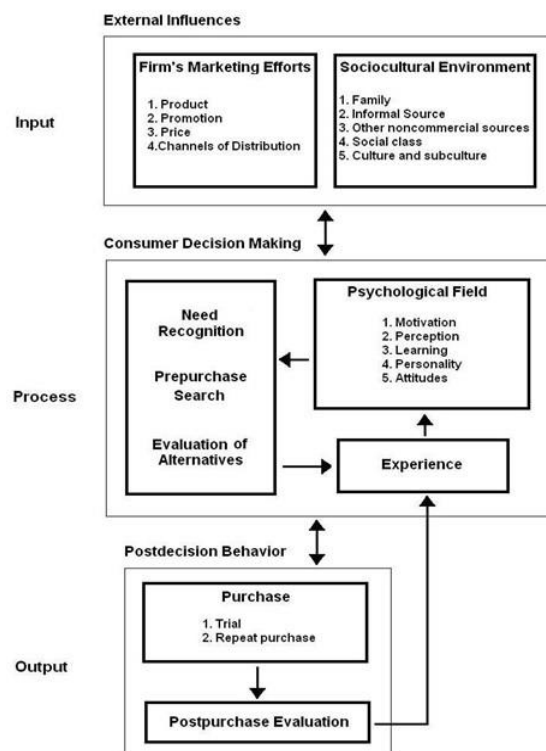 External Influences
Input
Firm's Marketing Efforts
1. Product
2. Promotion
3. Price
4.Channels of Distribution
Sociocultural Environment
1. Family
2. Informal Source
3. Other noncommercial sources
4. Social class
5. Culture and subculture
Consumer Decision Making
Process
Need
Recognition
Prepurchase
Search
Evaluation of
Alternatives
Psychological Field
1. Motivation
2. Perception
3. Learning
4. Personality
5. Attitudes
Experience
Postdecision Behavior
Output
Purchase
1. Trial
2. Repeat purchase
Postpurchase Evaluation